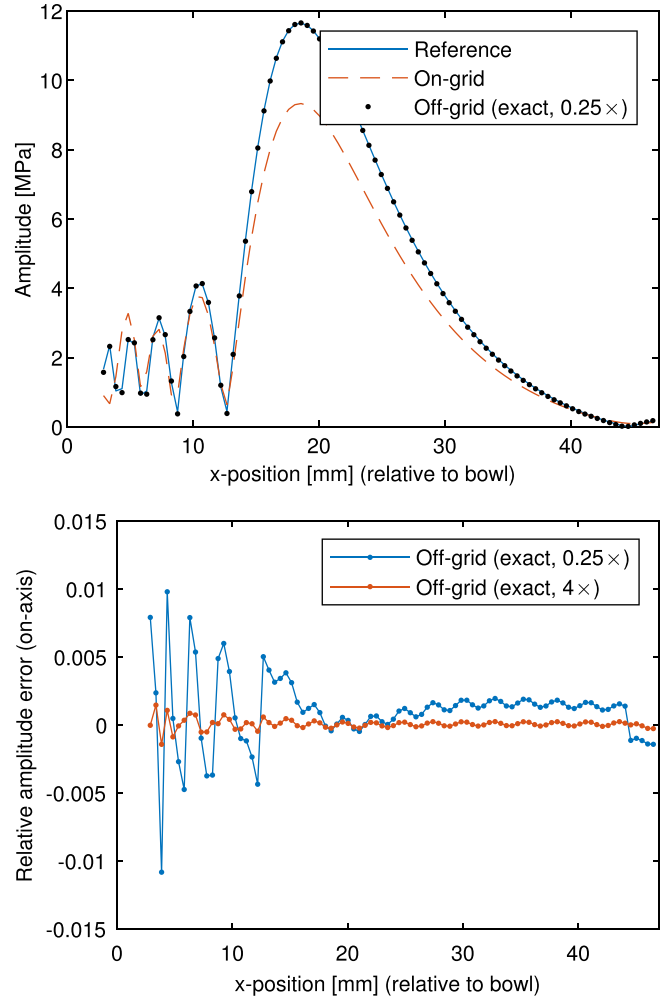 12
10
8
6
4
2
0
Amplitude [MPa]
Reference
On-grid
Off-grid (exact, 0.25×)
0 10 20 30 40
x-position [mm] (relative to bowl)
0.015
0.01
0.005
0
-0.005
-0.01
-0.015
Relative amplitude error (on-axis)
Off-grid (exact, 0.25×)
Off-grid (exact, 4×)
0 10 20 30 40
x-position [mm] (relative to bowl)